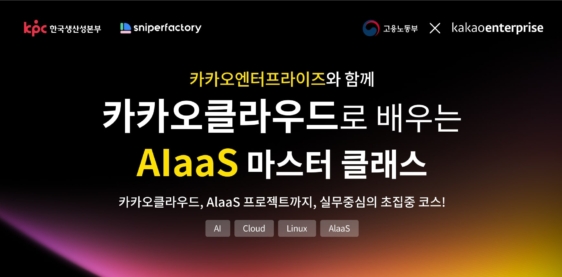 kpc 한국생산성본부 sniperfactory 고용노동부 X kakaoenterprise
카카오엔터프라이즈와 함께
카카오클라우드로 배우는
AIaaS 마스터 클래스
카카오클라우드, AIaaS 프로젝트까지, 실무중심의 초집중 코스!
AI Cloud Linux AIaaS